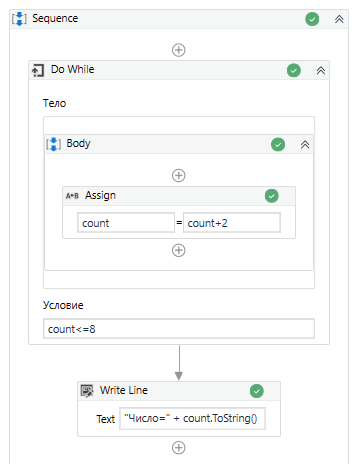 Sequence
Do While
Тело
Body
A+B Assign
count = count+2
Условие
count<=8
Write Line
Text "Число=" + count.ToString()